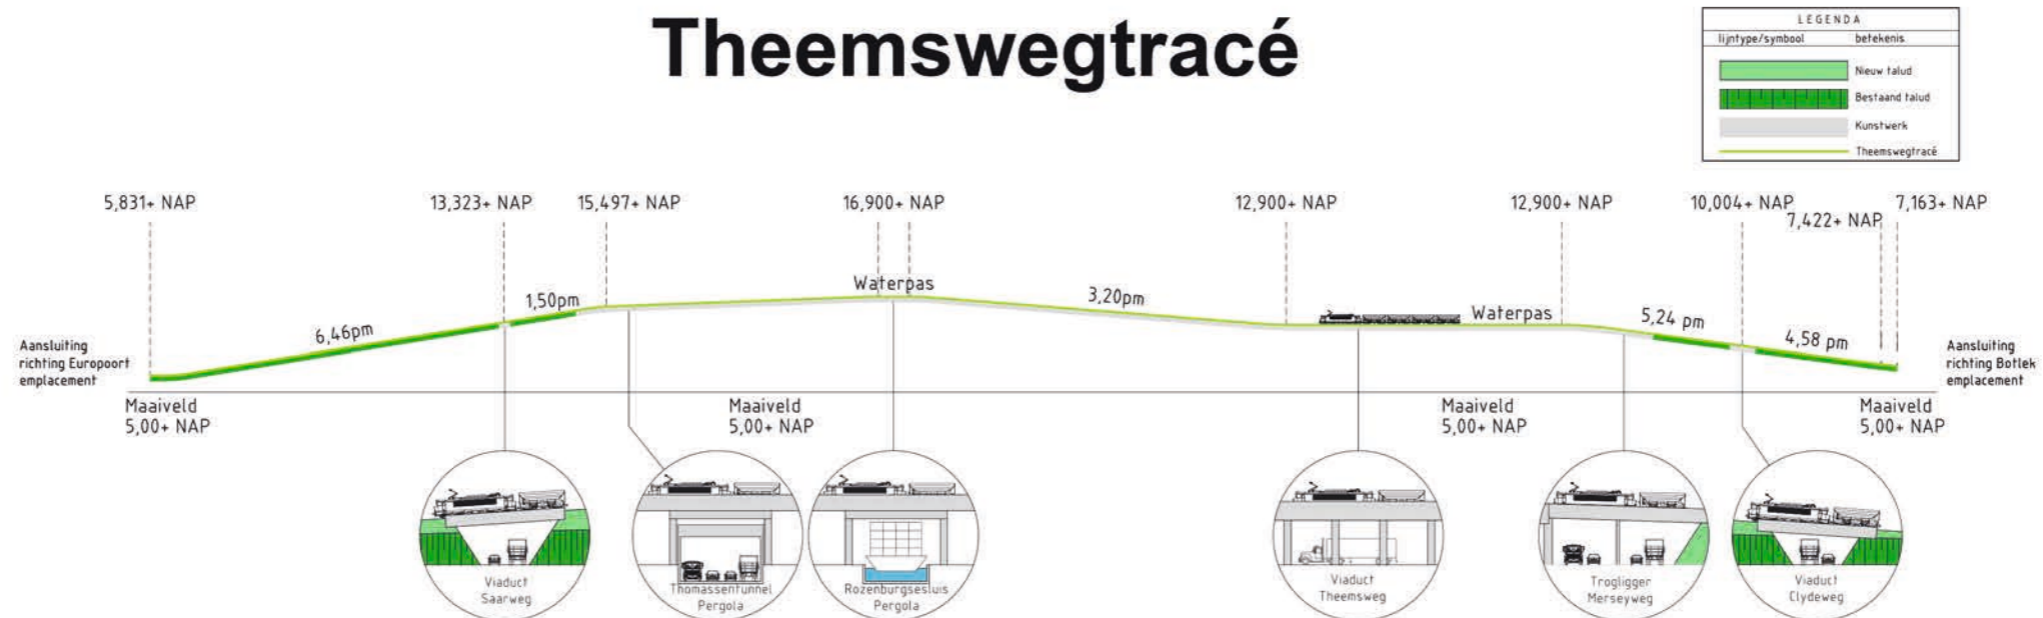 Theemswegtracé
LEGENDA
lijntype/symbool betekenis
Nieuw talud
Bestaand talud
Kunstwerk
Theemswegtracé
5,831+ NAP 13,323+ NAP 15,497+ NAP 16,900+ NAP 12,900+ NAP 12,900+ NAP 10,004+ NAP 7,163+ NAP
7,422+ NAP
Waterpas
1,50pm 3,20pm
6,46pm
Waterpas 5,24 pm
4,58 pm
Aansluiting
richting Europoort
emplacement
Aansluiting
richting Botlek
emplacement
Maaiveld
5,00+ NAP
Maaiveld
5,00+ NAP
Maaiveld
5,00+ NAP
Maaiveld
5,00+ NAP
Viaduct
Saarweg
Thomassentunnel
Pergola
Rozenburgsesluis
Pergola
Viaduct
Theemsweg
Trogligger
Merseyweg
Viaduct
Clydeweg